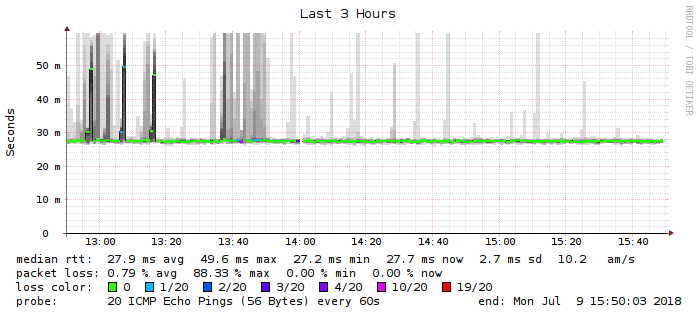 Last 3 Hours
RRDTOOL / TOBI OETIKER
Seconds
50 m
40 m
30 m
20 m
10 m
0
13:00 13:20 13:40 14:00 14:20 14:40 15:00 15:20 15:40
median rtt: 27.9 ms avg 49.6 ms max 27.2 ms min 27.7 ms now 2.7 ms sd 10.2 am/s
packet loss: 0.79 % avg 88.33 % max 0.00 % min 0.00 % now
loss color: 0 1/20 2/20 3/20 4/20 10/20 19/20
probe: 20 ICMP Echo Pings (56 Bytes) every 60s end: Mon Jul 9 15:50:03 2018